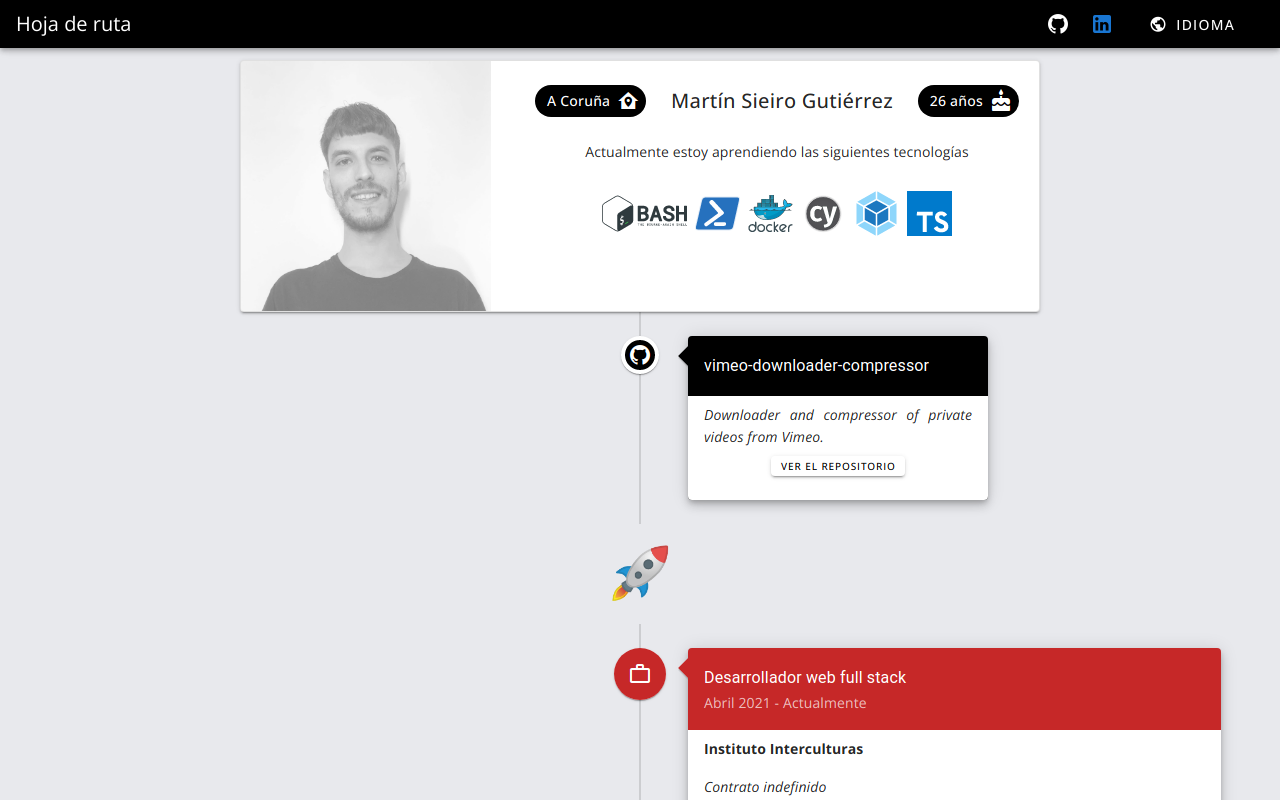 Hoja de ruta
IDIOMA
A Coruña
Martín Sieiro Gutiérrez
26 años
Actualmente estoy aprendiendo las siguientes tecnologías
BASH
THE BOURNE-AGAIN SHELL
docker
cy
TS
vimeo-downloader-compressor
Downloader and compressor of private
videos from Vimeo.
VER EL REPOSITORIO
Desarrollador web full stack
Abril 2021 - Actualmente
Instituto Interculturas
Contrato indefinido